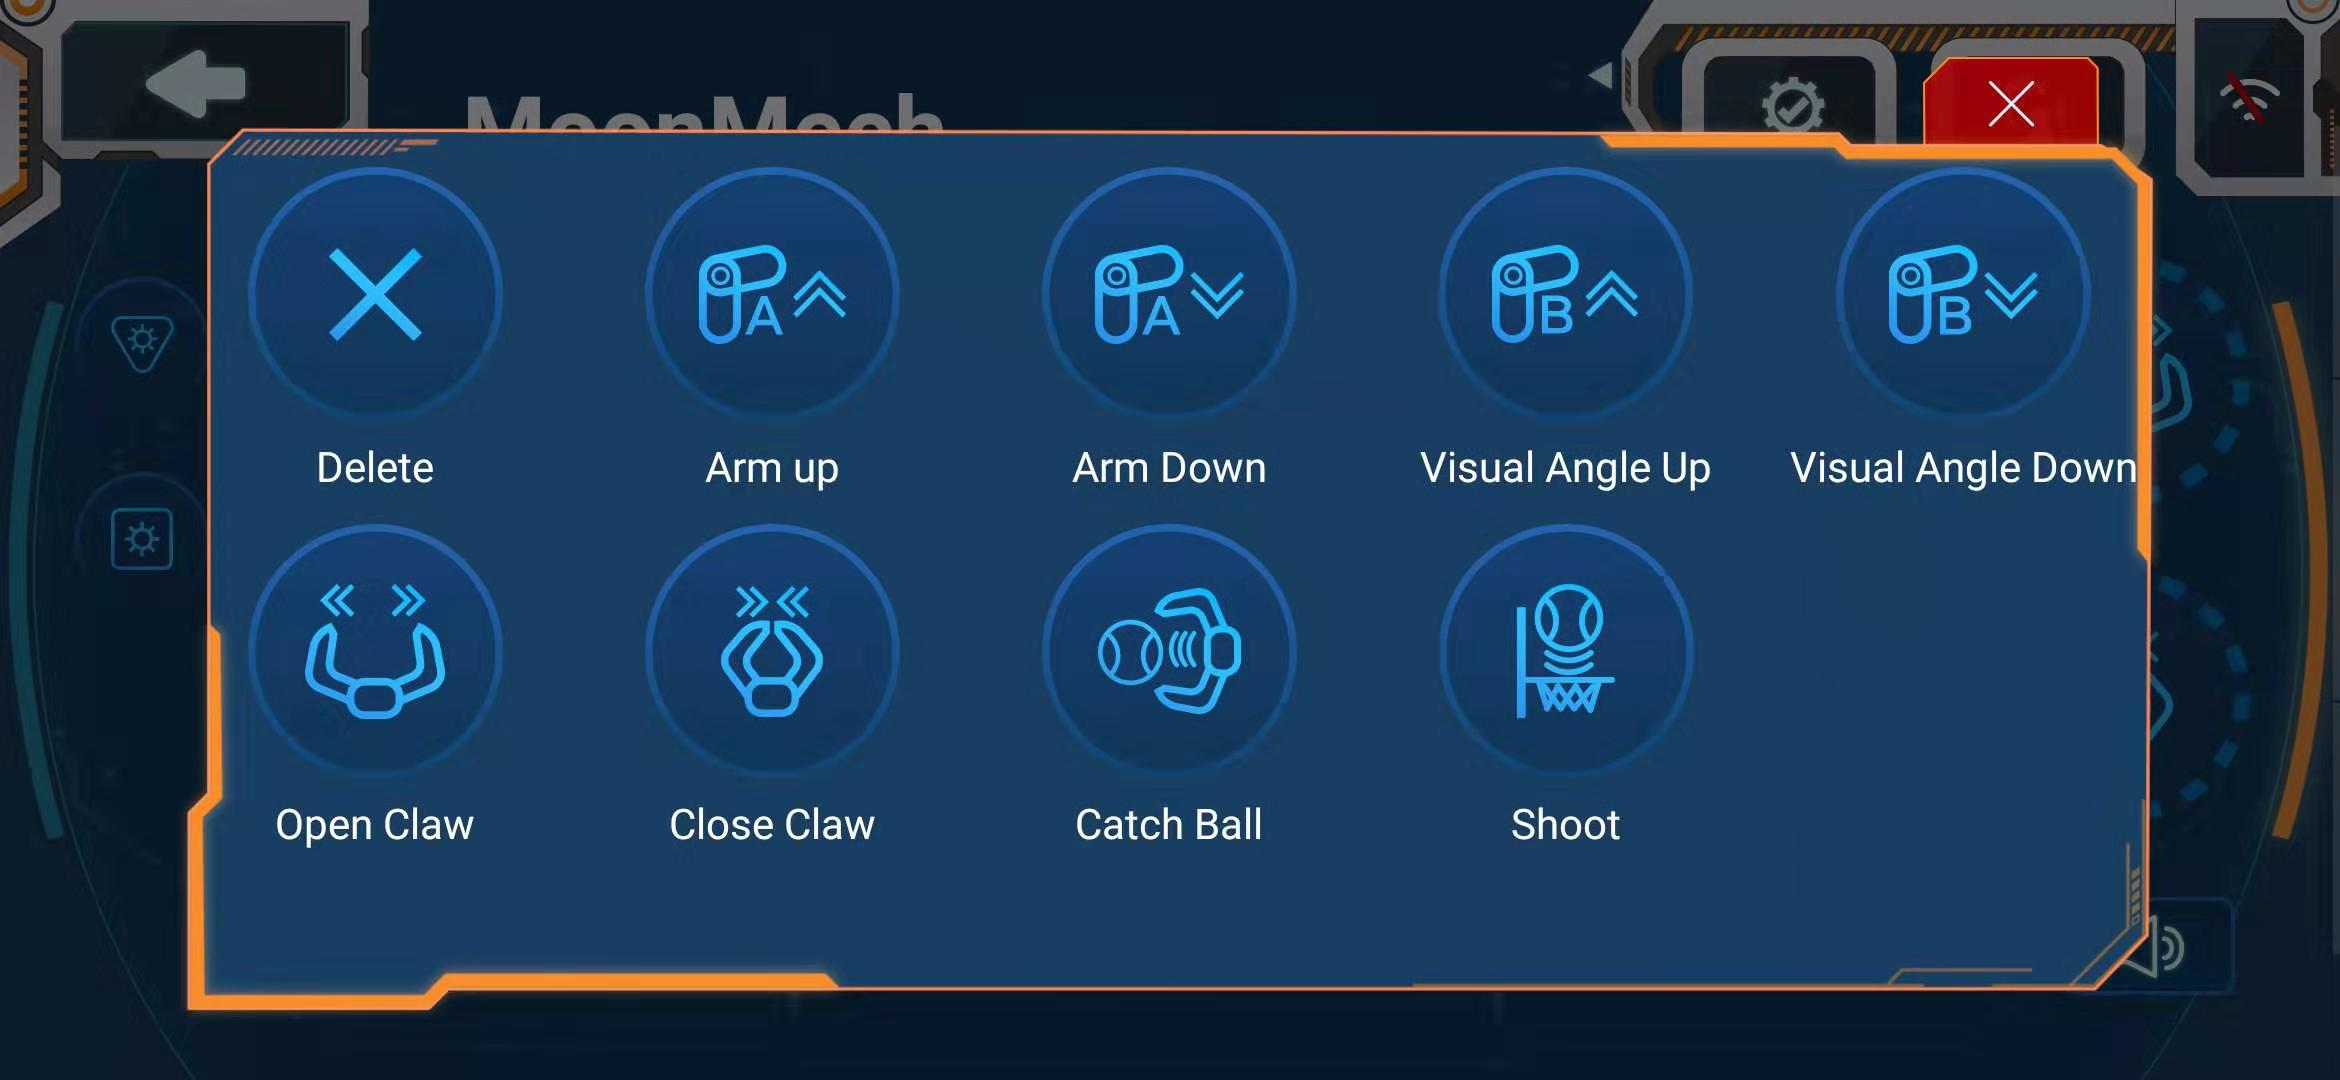 MoonMech
A
A
B
B
Delete
Arm up
Arm Down
Visual Angle Up
Visual Angle Down
Open Claw
Close Claw
Catch Ball
Shoot